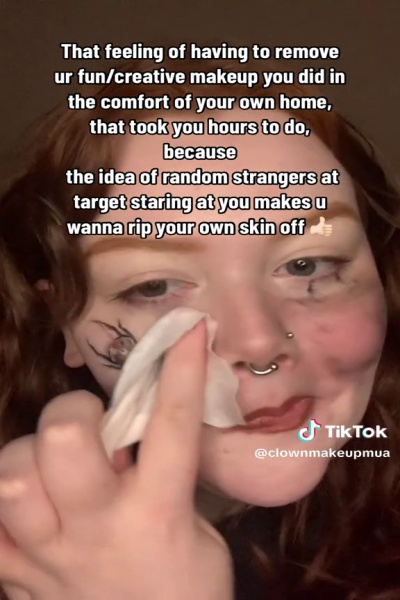 That feeling of having to remove
ur fun/creative makeup you did in
the comfort of your own home,
that took you hours to do,
because
the idea of random strangers at
target staring at you makes u
wanna rip your own skin off 👍🏻
TikTok
@clownmakeupmua